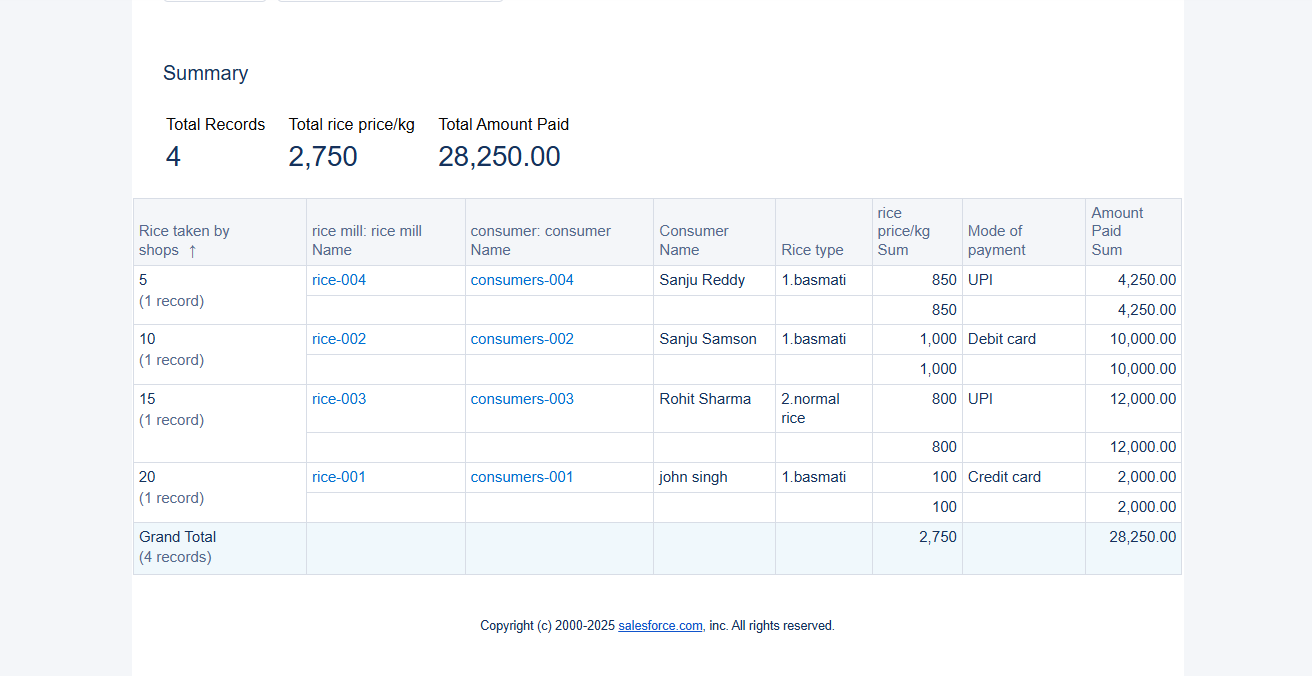 Summary
Total Records Total rice price/kg Total Amount Paid
4 2,750 28,250.00
Rice taken by shops ↑ rice mill: rice mill Name consumer: consumer Name Consumer Name Rice type rice price/kg Sum Mode of payment Amount Paid Sum
5 rice-004 consumers-004 Sanju Reddy 1.basmati 850 UPI 4,250.00
(1 record) 850 4,250.00
10 rice-002 consumers-002 Sanju Samson 1.basmati 1,000 Debit card 10,000.00
(1 record) 1,000 10,000.00
15 rice-003 consumers-003 Rohit Sharma 2.normal rice 800 UPI 12,000.00
(1 record) 800 12,000.00
20 rice-001 consumers-001 john singh 1.basmati 100 Credit card 2,000.00
(1 record) 100 2,000.00
Grand Total 2,750 28,250.00
(4 records)
Copyright (c) 2000-2025 salesforce.com, inc. All rights reserved.